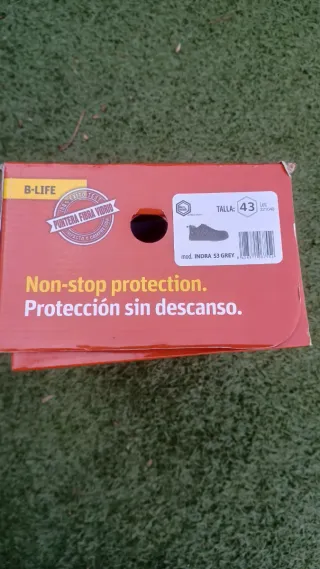 B-LIFE
PUNTERA FIBRA VIDRIO
TALLA: 43
mod. INDRA S3 GREY
Non-stop protection.
Protección sin descanso.